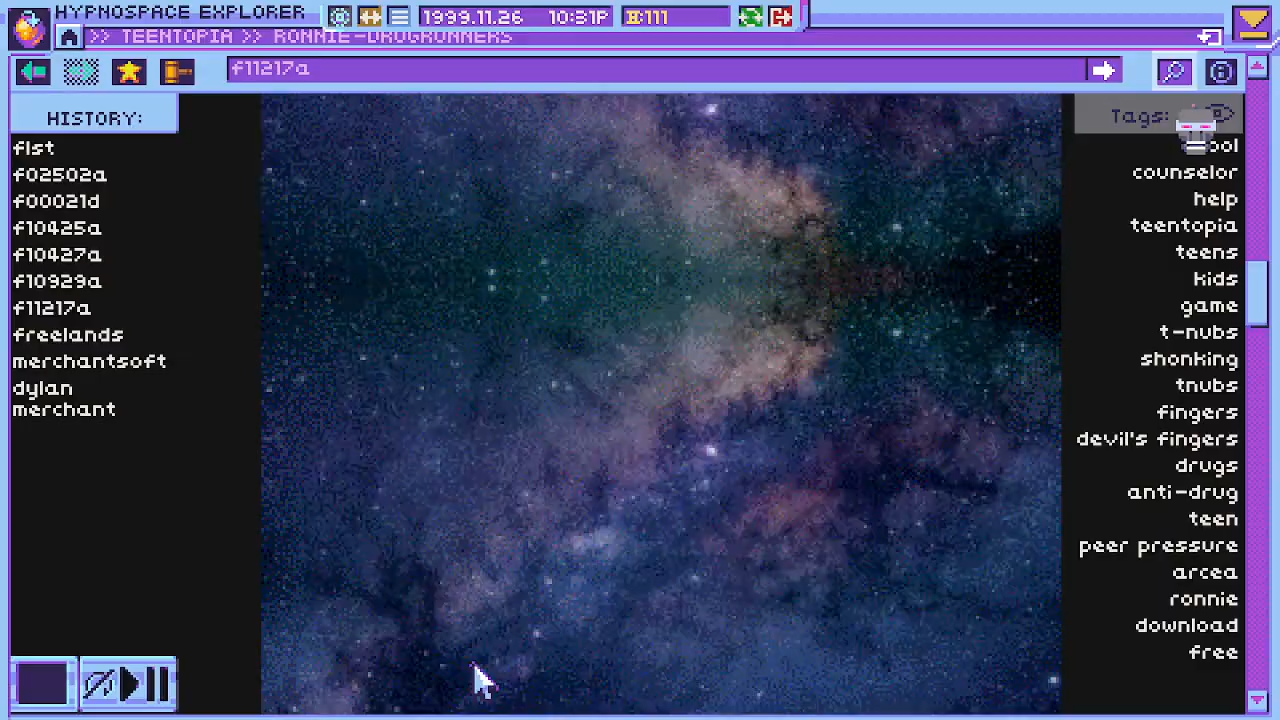 HYPNOSPACE EXPLORER
1999.11.26 10:31P
111
>> TEENTOPIA >> RONNIE-DRUGRUNNERS
f11217a
HISTORY:
flst
f02502a
f00021d
f10425a
f10427a
f10929a
f11217a
freelands
merchantsoft
dylan
merchant
Tags:
ool
counselor
help
teentopia
teens
kids
game
t-nubs
shonking
tnubs
fingers
devil's fingers
drugs
anti-drug
teen
peer pressure
arcea
ronnie
download
free